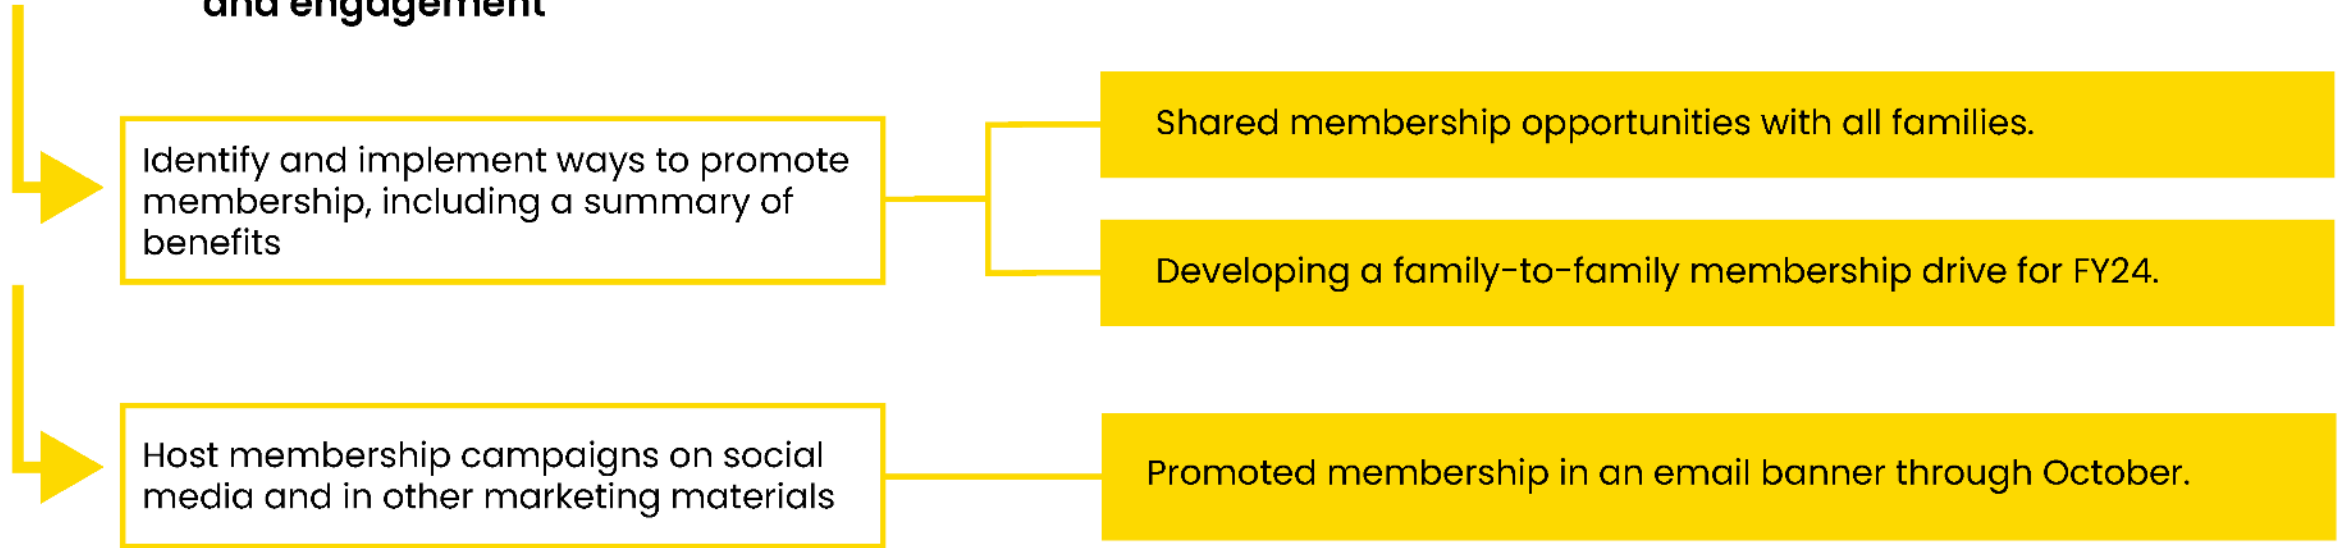 and engagement
Identify and implement ways to promote
membership, including a summary of
benefits
Shared membership opportunities with all families.
Developing a family-to-family membership drive for FY24.
Host membership campaigns on social
media and in other marketing materials
Promoted membership in an email banner through October.